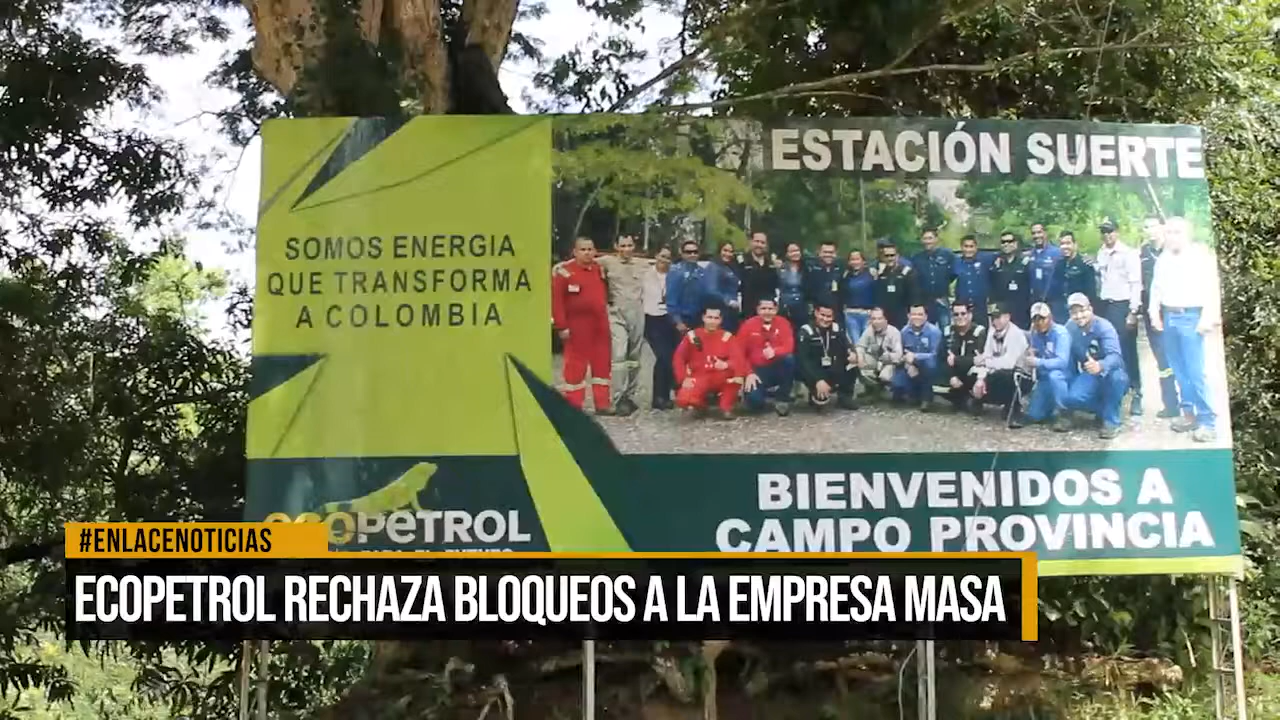 ESTACIÓN SUERTE
SOMOS ENERGIA
QUE TRANSFORMA
A COLOMBIA
ecoPeTROL
BIENVENIDOS A
CAMPO PROVINCIA
#ENLACENOTICIAS
ECOPETROL RECHAZA BLOQUEOS A LA EMPRESA MASA